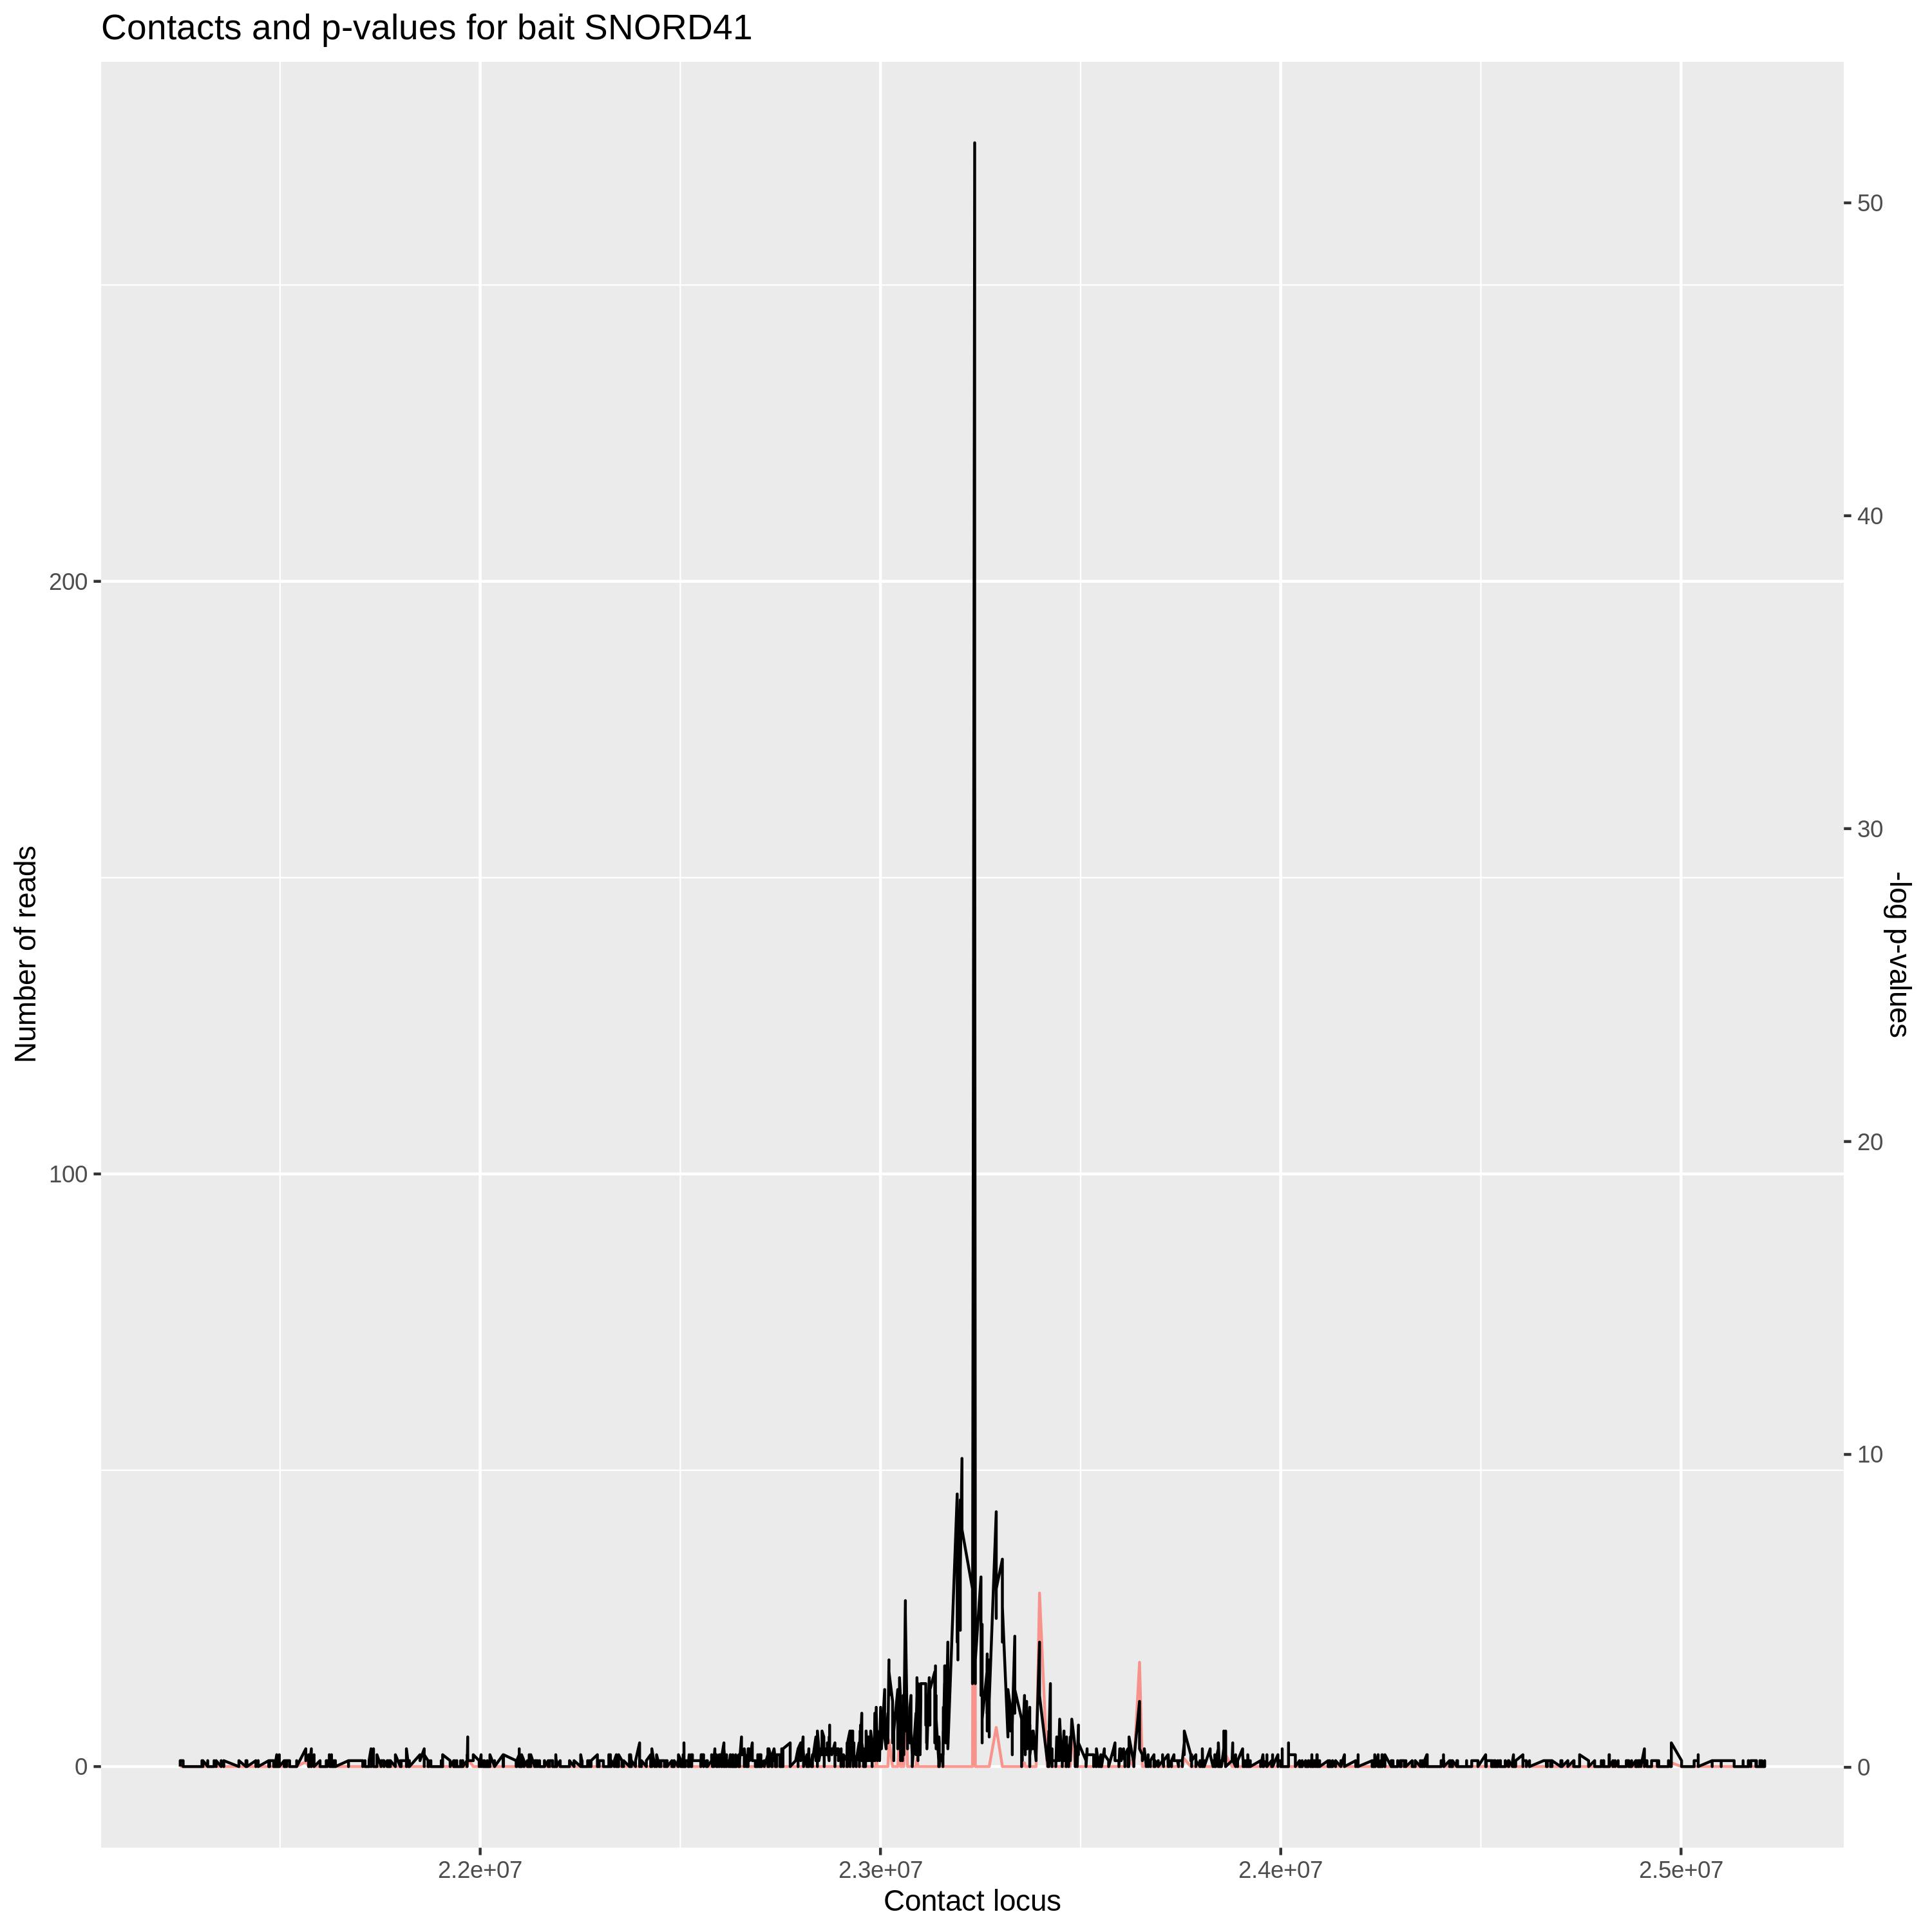 Contacts and p-values for bait SNORD41
Number of reads
200
100
0
50
40
30
20
10
0
-log p-values
2.2e+07
2.3e+07
2.4e+07
2.5e+07
Contact locus